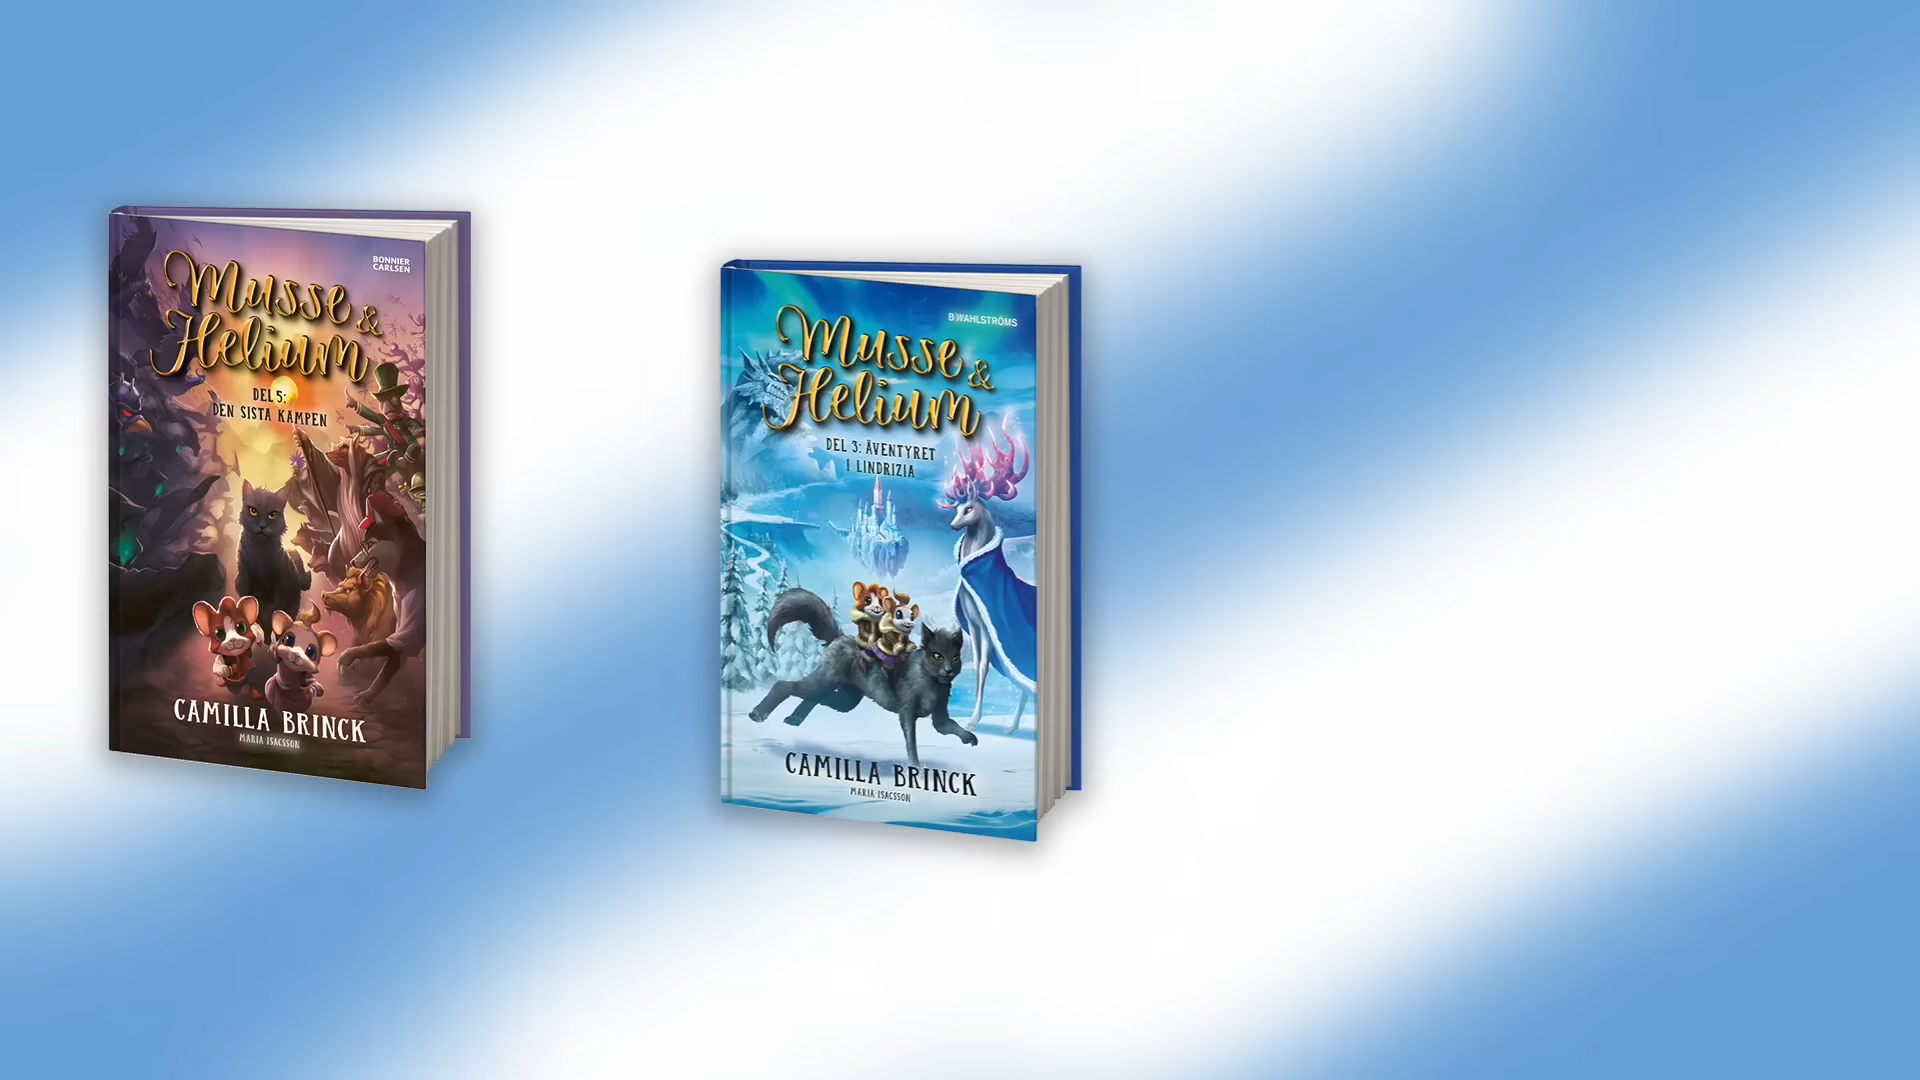 BONNIER
CARLSEN
Musse &
Helium
DEL 5:
DEN SISTA KAMPEN
CAMILLA BRINCK
MARIA ISACSSON
B WAHLSTRÖMS
Musse &
Helium
DEL 3: ÄVENTYRET
I LINDRIZIA
CAMILLA BRINCK
MARIA ISACSSON